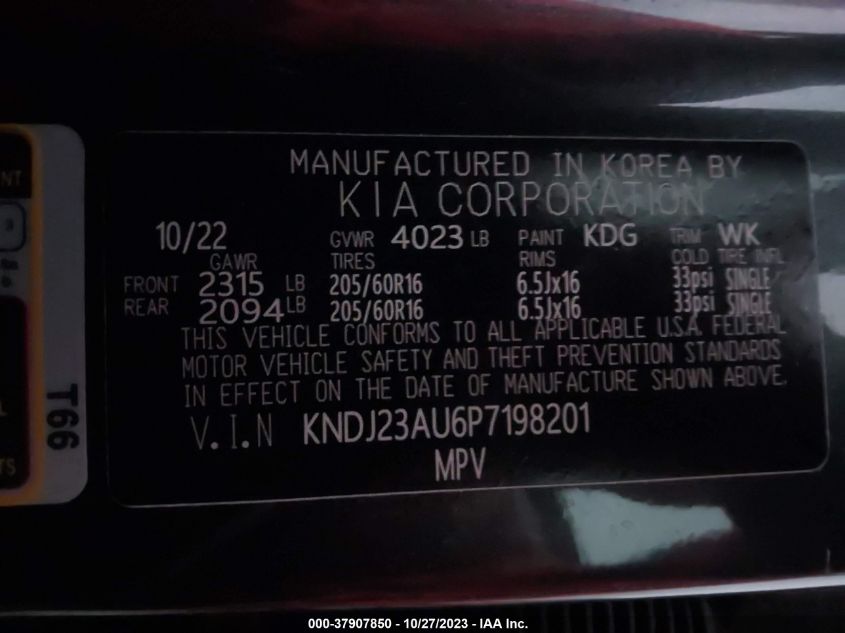 MANUFACTURED IN KOREA BY
KIA CORPORATION
10/22 GVWR 4023 LB PAINT KDG TRIM WK
GAWR TIRES RIMS COLD TIRE INFL
FRONT 2315 LB 205/60R16 6.5Jx16 33psi SINGLE
REAR 2094 LB 205/60R16 6.5Jx16 33psi SINGLE
THIS VEHICLE CONFORMS TO ALL APPLICABLE U.S.A. FEDERAL
MOTOR VEHICLE SAFETY AND THEFT PREVENTION STANDARDS
IN EFFECT ON THE DATE OF MANUFACTURE SHOWN ABOVE.
V.I.N KNDJ23AU6P7198201
MPV
T66
000-37907850 - 10/27/2023 - IAA Inc.